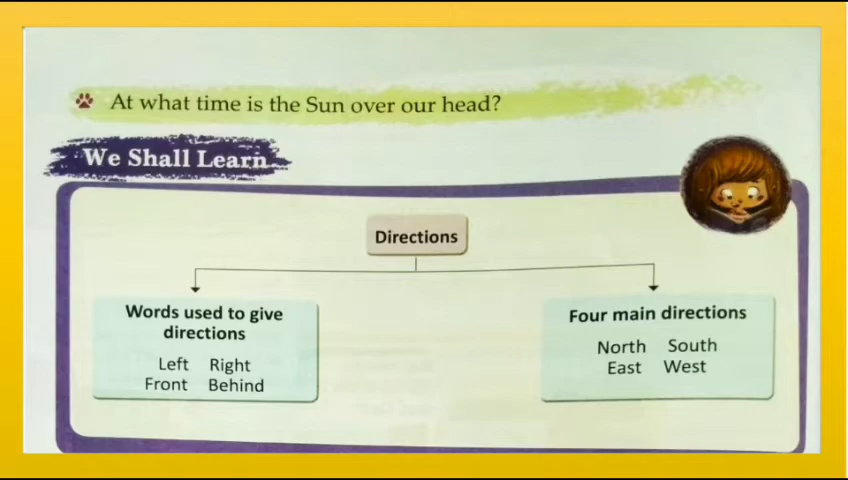 At what time is the Sun over our head?
We Shall Learn
Directions
Words used to give
directions
Left Right
Front Behind
Four main directions
North South
East West